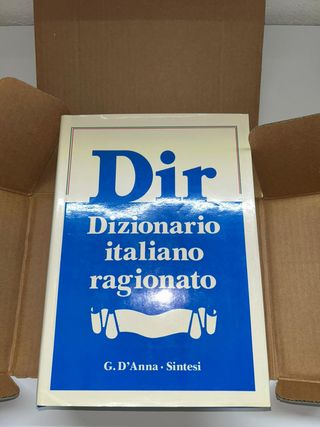 Dir
Dizionario
italiano
ragionato
G. D'Anna · Sintesi